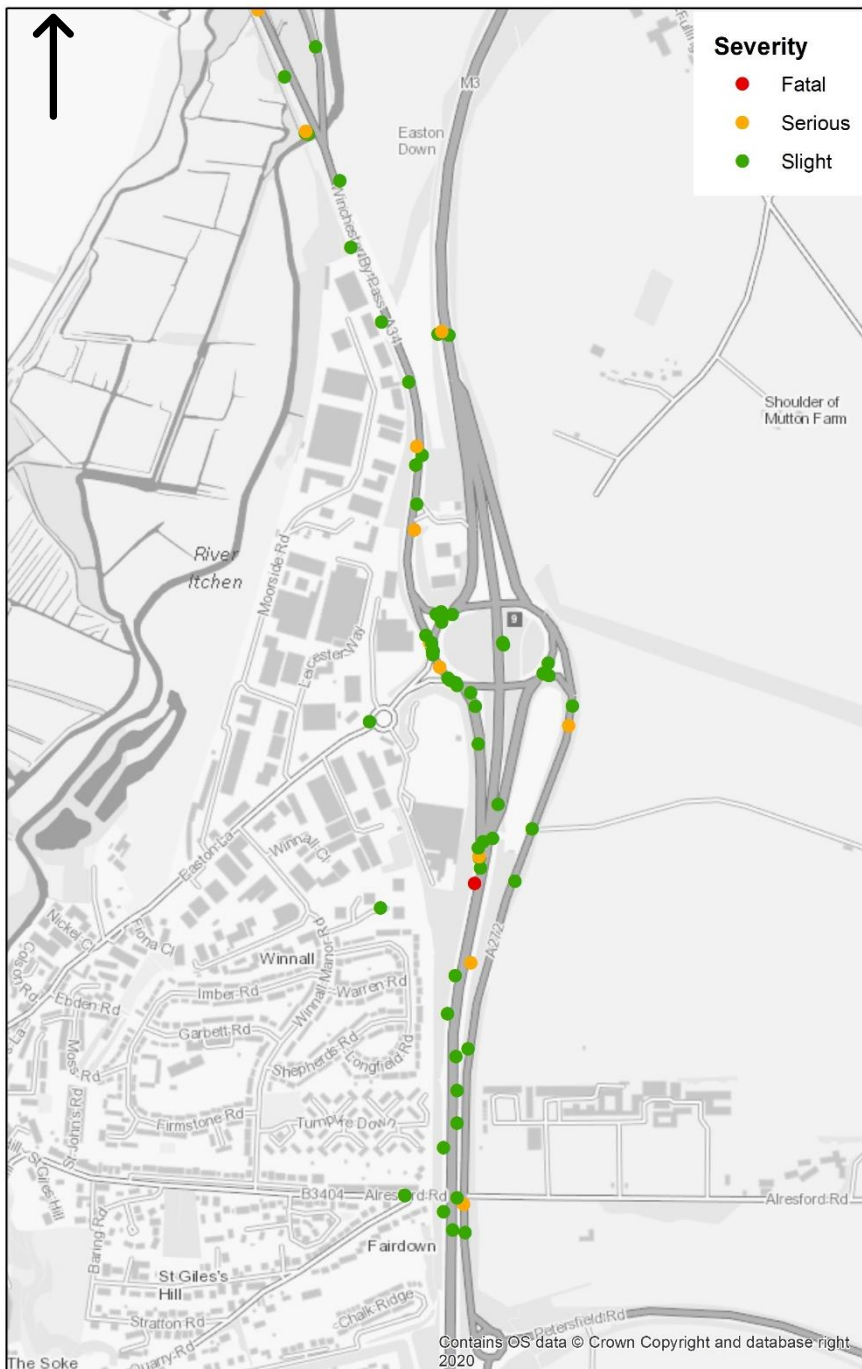 Severity
Fatal
Serious
Slight
M3
Easton
Down
Winchester By-Pass - A34
Shoulder of
Mutton Farm
River
Itchen
Moorside Rd
Leicester Way
9
Easton La
Winnall Cl
Nickel Cl
Fiona Cl
Colson Rd
Ebden Rd
Winnall
Winnall Manor Rd
A272
Imber Rd
Warren Rd
Garbett Rd
Shepherds Rd
Longfield Rd
Moss Rd
Firmstone Rd
Turnpike Down
St John's Rd
St Giles Hill
B3404
Alresford Rd
Alresford Rd
Baring Rd
Fairdown
St Giles's
Hill
Stratton Rd
Chalk Ridge
Petersfield Rd
Quarry Rd
The Soke
Contains OS data © Crown Copyright and database right
2020